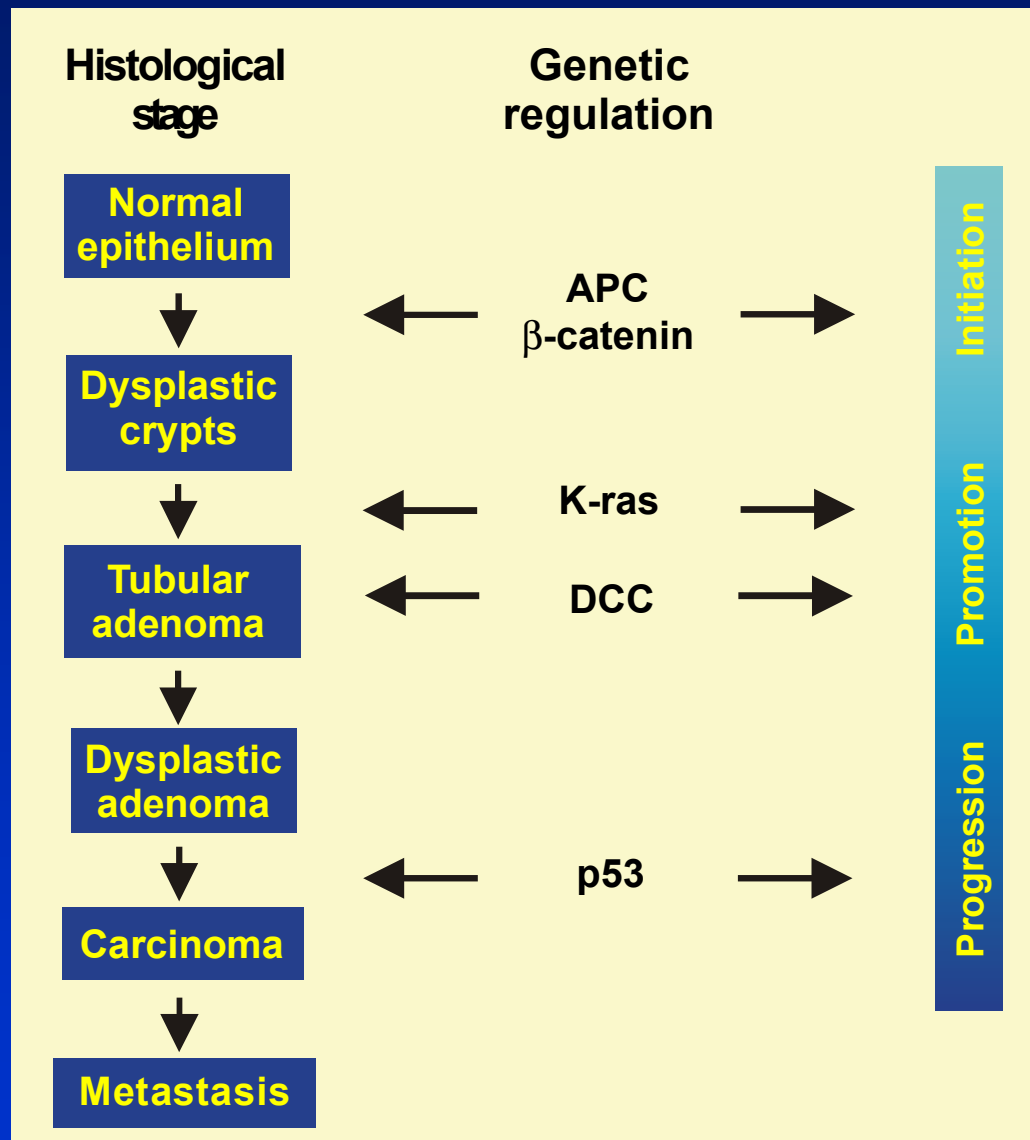 Histological
stage
Genetic
regulation
Normal
epithelium
APC
β-catenin
Initiation
Dysplastic
crypts
K-ras
Promotion
Tubular
adenoma
DCC
Dysplastic
adenoma
p53
Progression
Carcinoma
Metastasis